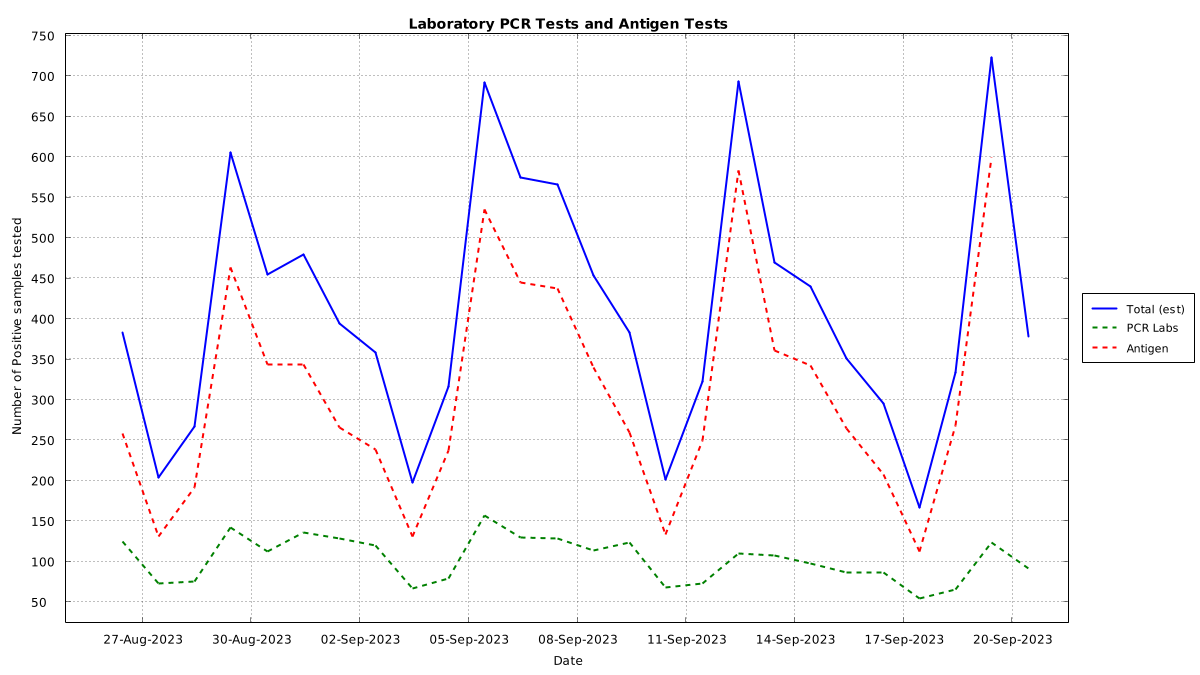 Laboratory PCR Tests and Antigen Tests
750
700
650
600
550
500
450
400
350
300
250
200
150
100
50
Number of Positive samples tested
27-Aug-2023 30-Aug-2023 02-Sep-2023 05-Sep-2023 08-Sep-2023 11-Sep-2023 14-Sep-2023 17-Sep-2023 20-Sep-2023
Date
Total (est)
PCR Labs
Antigen